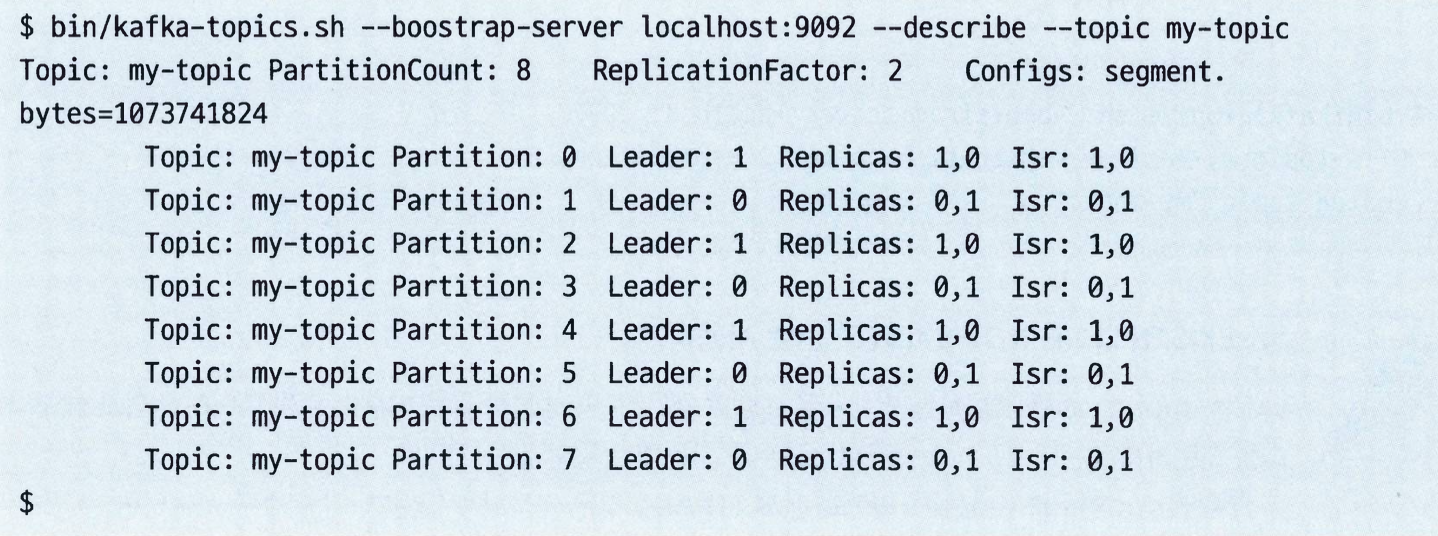 $ bin/kafka-topics.sh --boostrap-server localhost:9092 --describe --topic my-topic
Topic: my-topic PartitionCount: 8    ReplicationFactor: 2    Configs: segment.
bytes=1073741824
        Topic: my-topic Partition: 0  Leader: 1  Replicas: 1,0  Isr: 1,0
        Topic: my-topic Partition: 1  Leader: 0  Replicas: 0,1  Isr: 0,1
        Topic: my-topic Partition: 2  Leader: 1  Replicas: 1,0  Isr: 1,0
        Topic: my-topic Partition: 3  Leader: 0  Replicas: 0,1  Isr: 0,1
        Topic: my-topic Partition: 4  Leader: 1  Replicas: 1,0  Isr: 1,0
        Topic: my-topic Partition: 5  Leader: 0  Replicas: 0,1  Isr: 0,1
        Topic: my-topic Partition: 6  Leader: 1  Replicas: 1,0  Isr: 1,0
        Topic: my-topic Partition: 7  Leader: 0  Replicas: 0,1  Isr: 0,1
$